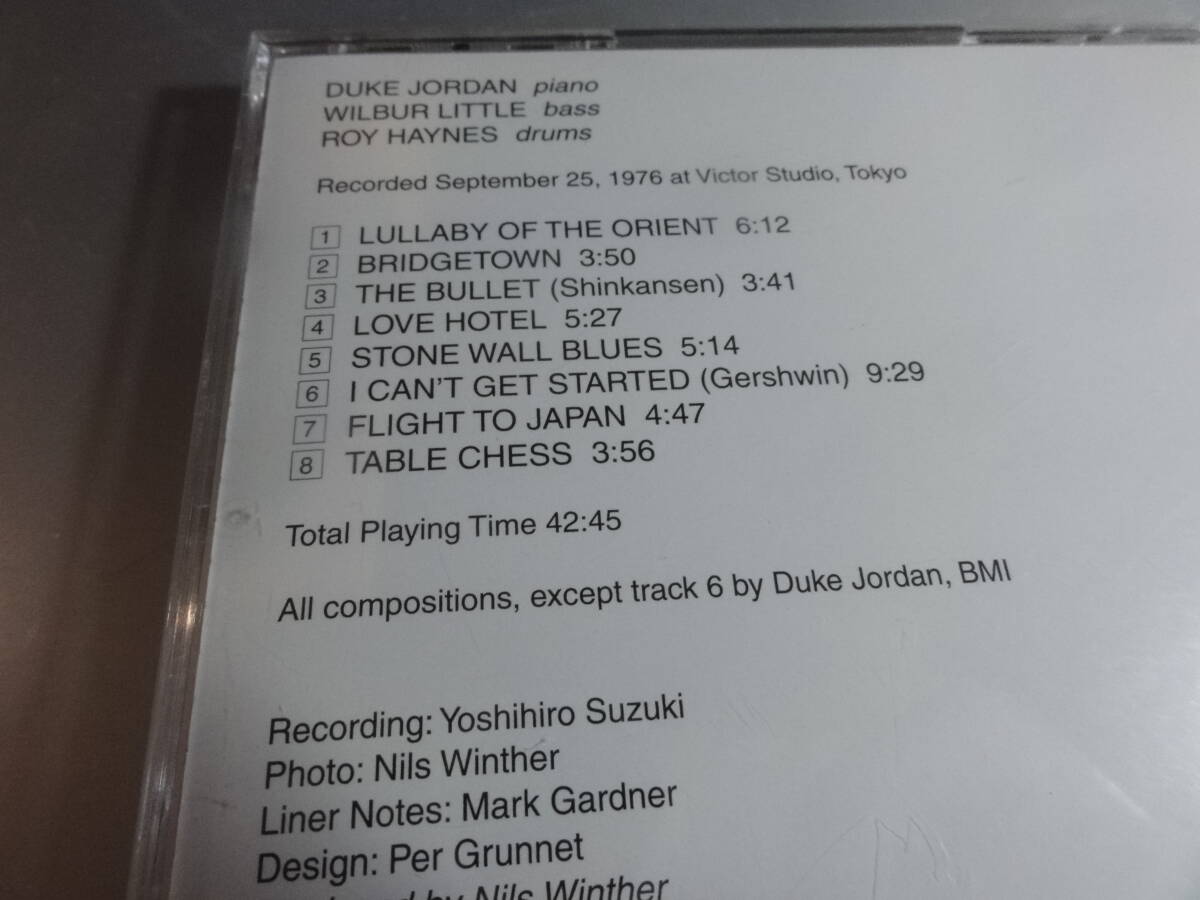 DUKE JORDAN piano
WILBUR LITTLE bass
ROY HAYNES drums
Recorded September 25, 1976 at Victor Studio, Tokyo
1 LULLABY OF THE ORIENT 6:12
2 BRIDGETOWN 3:50
3 THE BULLET (Shinkansen) 3:41
4 LOVE HOTEL 5:27
5 STONE WALL BLUES 5:14
6 I CAN'T GET STARTED (Gershwin) 9:29
7 FLIGHT TO JAPAN 4:47
8 TABLE CHESS 3:56
Total Playing Time 42:45
All compositions, except track 6 by Duke Jordan, BMI
Recording: Yoshihiro Suzuki
Photo: Nils Winther
Liner Notes: Mark Gardner
Design: Per Grunnet
by Nils Winther